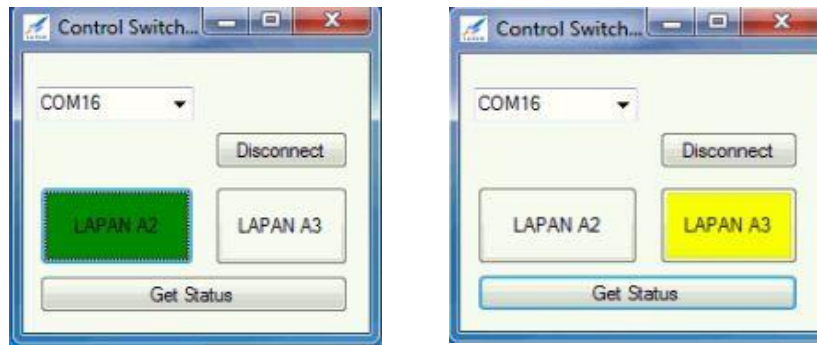 Control Switch...
COM16
Disconnect
LAPAN A2 LAPAN A3
Get Status
Control Switch...
COM16
Disconnect
LAPAN A2 LAPAN A3
Get Status